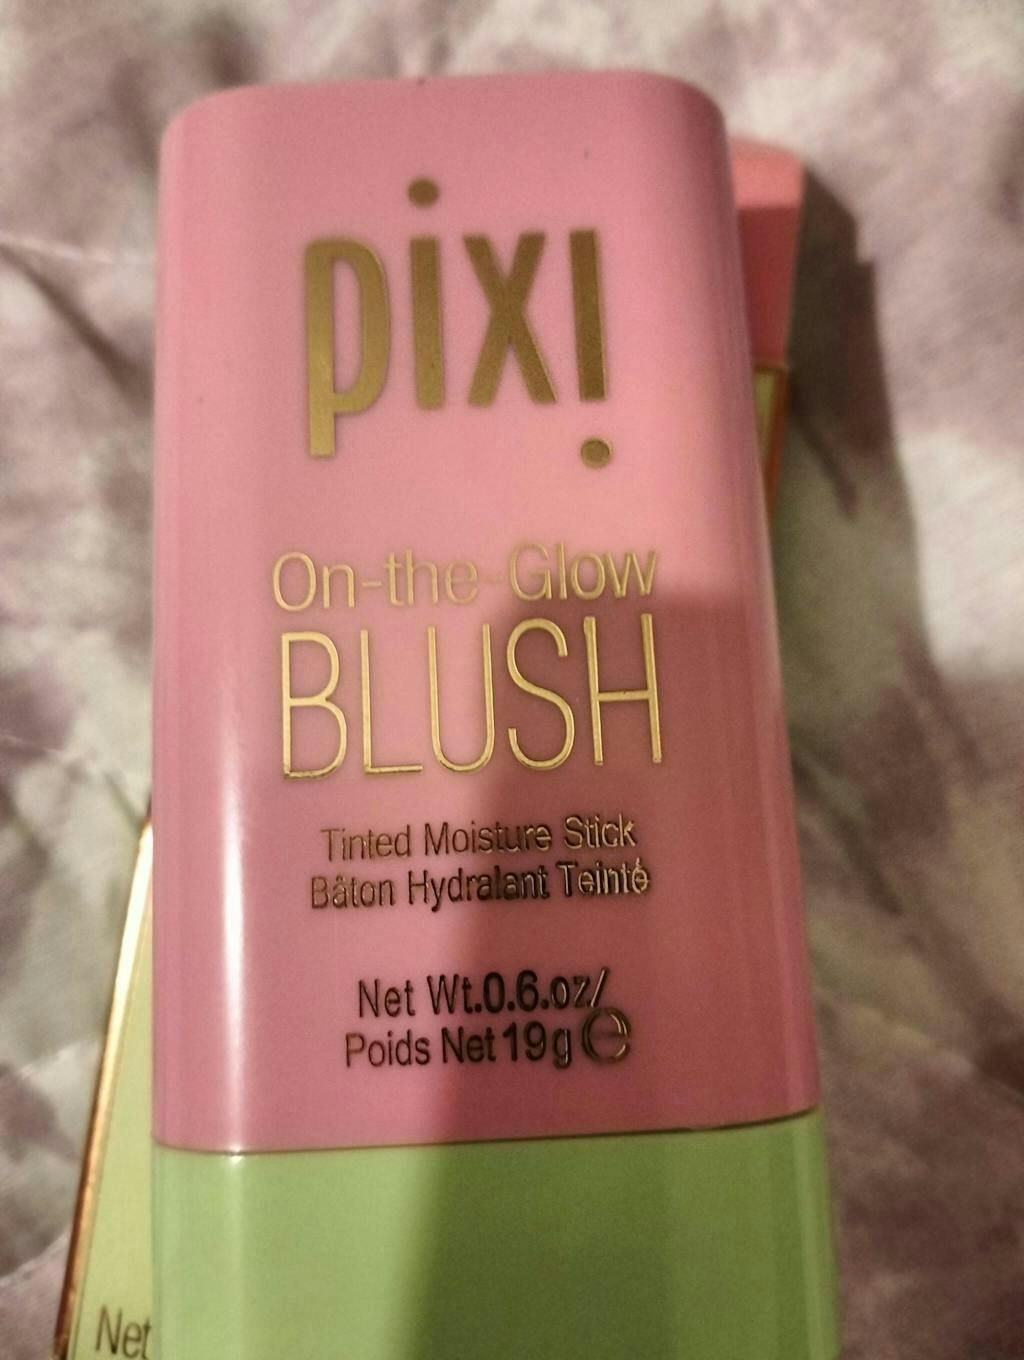 pixi
On-the-Glow
BLUSH
Tinted Moisture Stick
Bâton Hydralant Teinté
Net Wt.0.6.oz/
Poids Net 19g e
Net